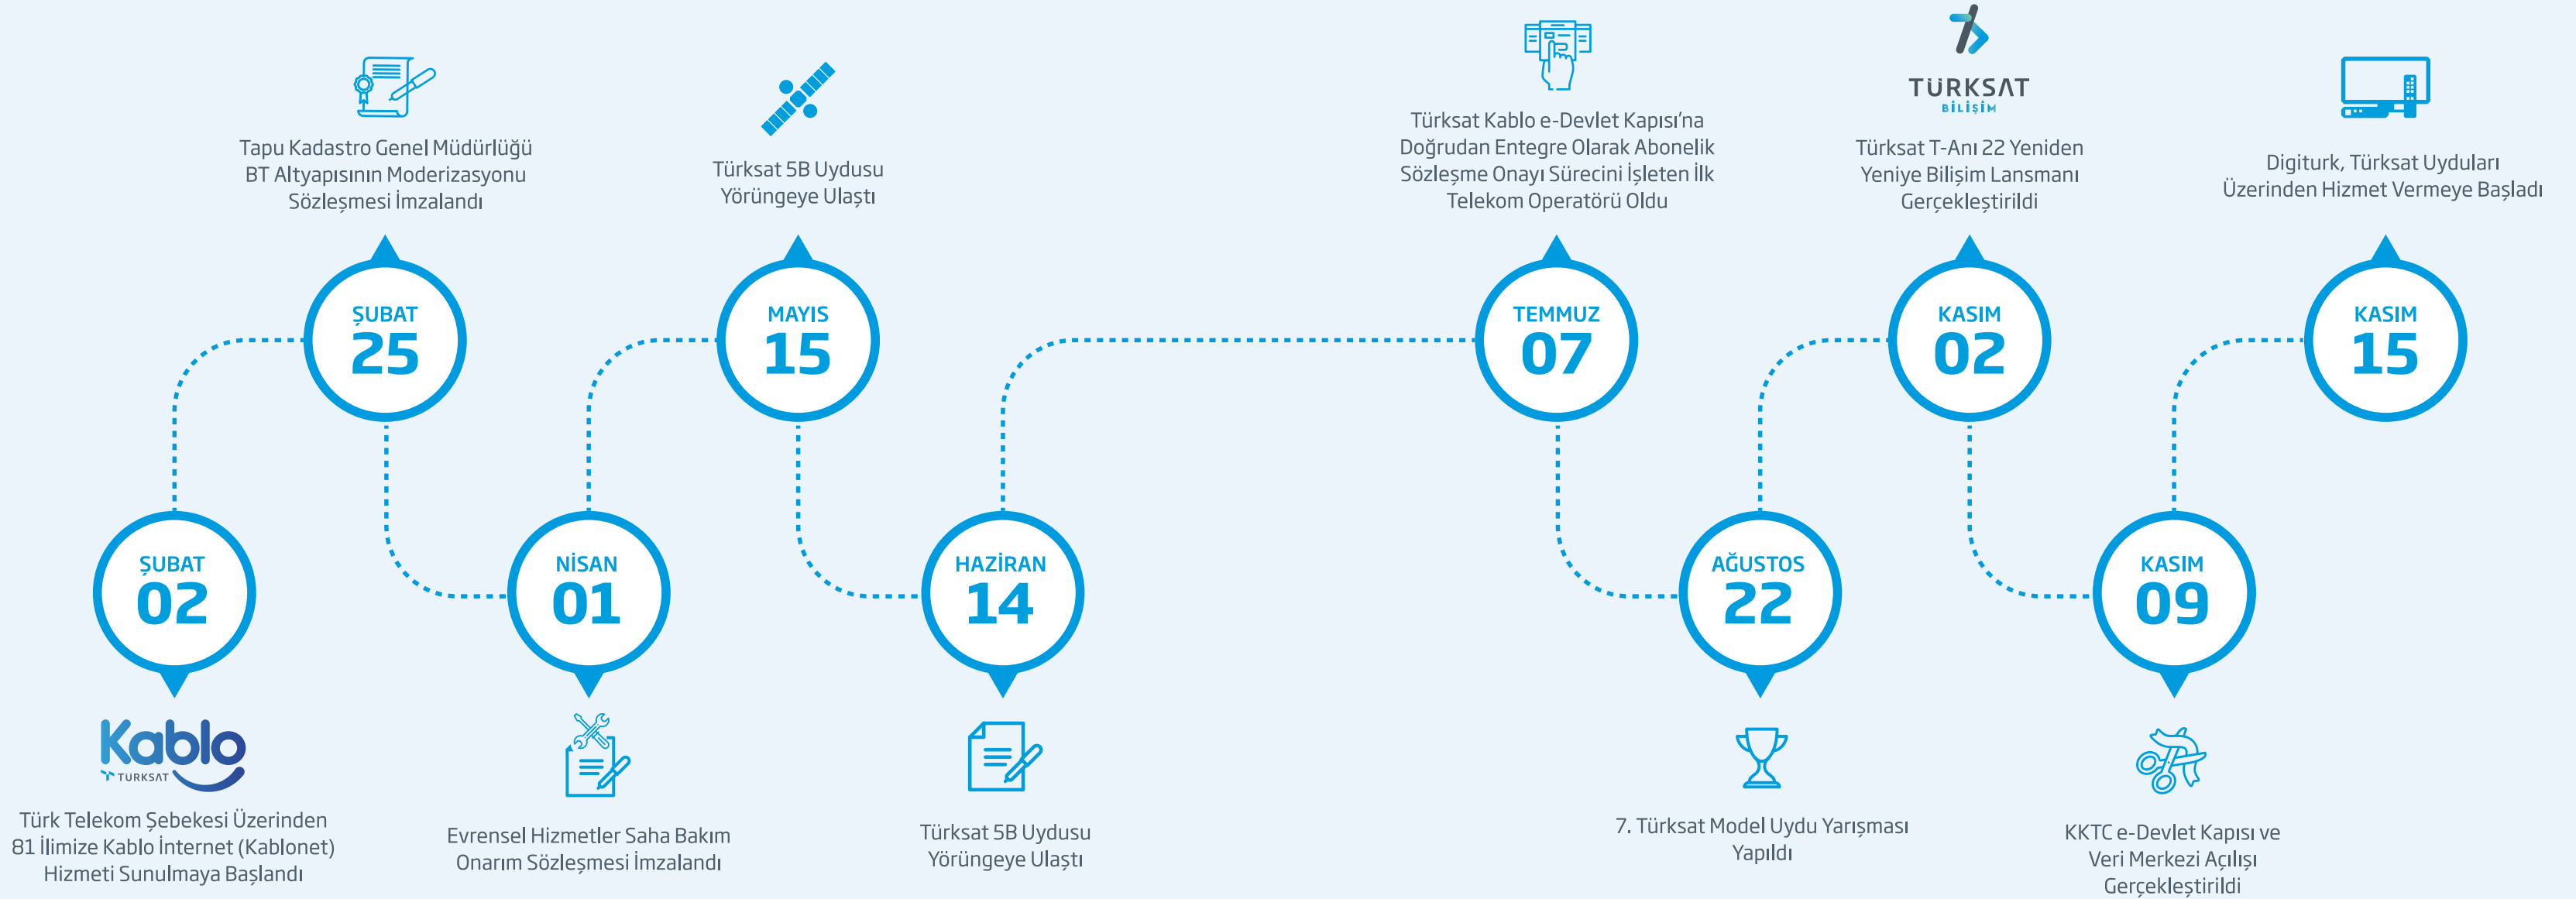 ŞUBAT
02
Kablo
TURKSAT
Türk Telekom Şebekesi Üzerinden
81 İlimize Kablo İnternet (Kablonet)
Hizmeti Sunulmaya Başlandı
Tapu Kadastro Genel Müdürlüğü
BT Altyapısının Moderizasyonu
Sözleşmesi İmzalandı
ŞUBAT
25
NİSAN
01
Evrensel Hizmetler Saha Bakım
Onarım Sözleşmesi İmzalandı
Türksat 5B Uydusu
Yörüngeye Ulaştı
MAYIS
15
HAZİRAN
14
Türksat 5B Uydusu
Yörüngeye Ulaştı
Türksat Kablo e-Devlet Kapısı’na
Doğrudan Entegre Olarak Abonelik
Sözleşme Onayı Sürecini İşleten İlk
Telekom Operatörü Oldu
TEMMUZ
07
AĞUSTOS
22
7. Türksat Model Uydu Yarışması
Yapıldı
TÜRKSAT
BİLİŞİM
Türksat T-Anı 22 Yeniden
Yeniye Bilişim Lansmanı
Gerçekleştirildi
KASIM
02
KASIM
09
KKTC e-Devlet Kapısı ve
Veri Merkezi Açılışı
Gerçekleştirildi
Digiturk, Türksat Uyduları
Üzerinden Hizmet Vermeye Başladı
KASIM
15